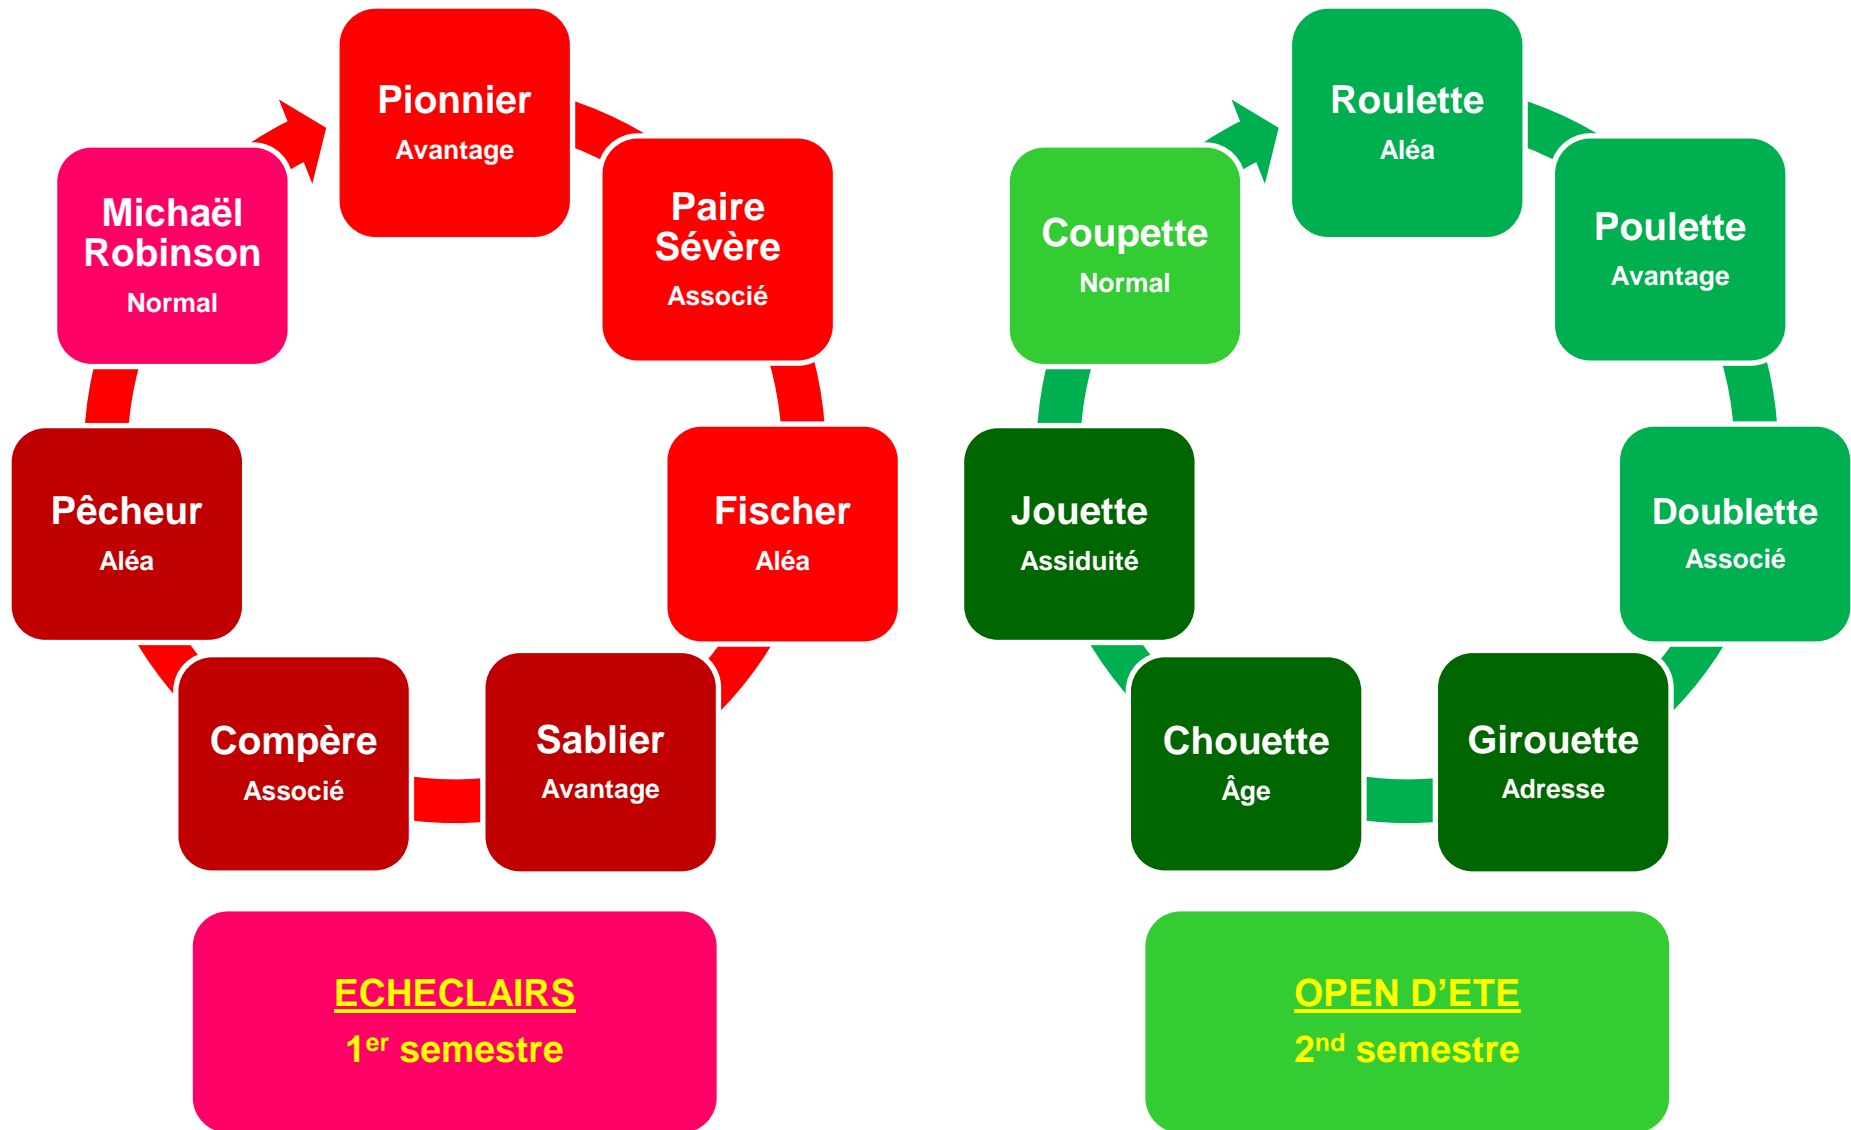 Pionnier
Avantage
Paire
Sévère
Associé
Fischer
Aléa
Sablier
Avantage
Compère
Associé
Pêcheur
Aléa
Michaël
Robinson
Normal
ECHECLAIRS
1er semestre
Roulette
Aléa
Poulette
Avantage
Doublette
Associé
Girouette
Adresse
Chouette
Âge
Jouette
Assiduité
Coupette
Normal
OPEN D’ETE
2nd semestre